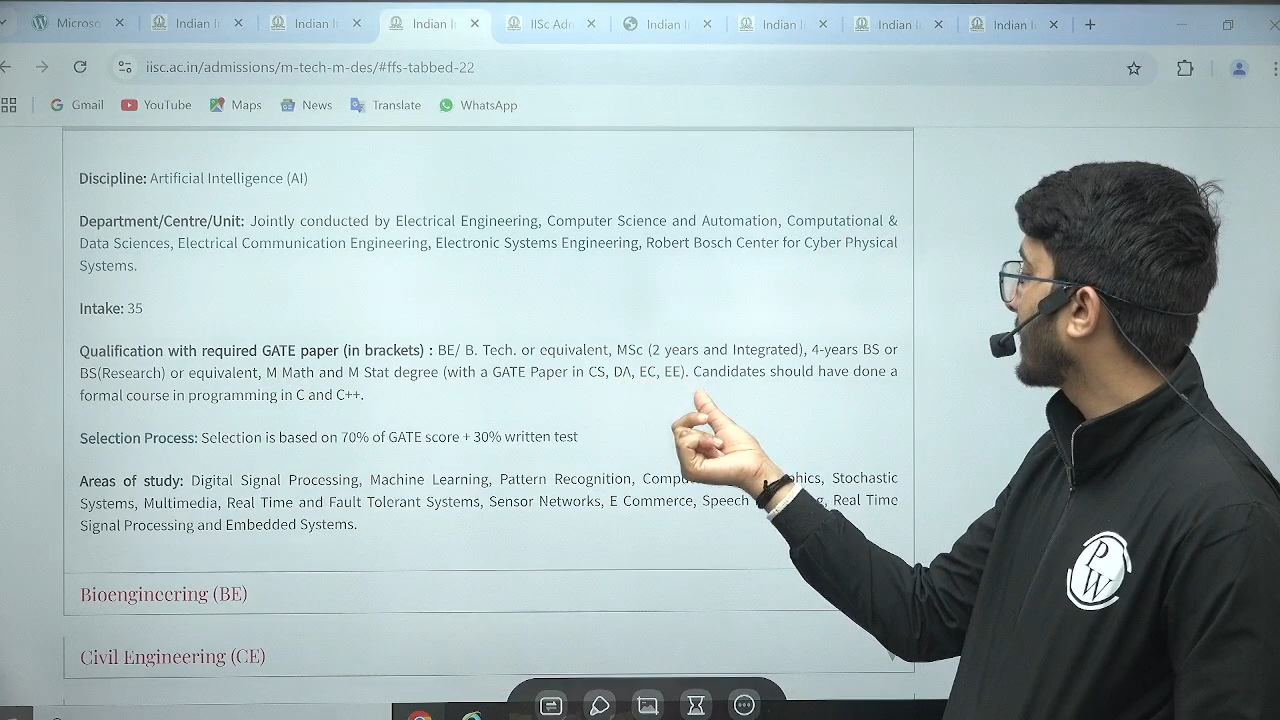 Microso
Indian I
Indian I
Indian I
IISc Adm
Indian I
Indian I
Indian I
Indian I
iisc.ac.in/admissions/m-tech-m-des/#ffs-tabbed-22
Gmail
YouTube
Maps
News
Translate
WhatsApp
Discipline: Artificial Intelligence (AI)
Department/Centre/Unit: Jointly conducted by Electrical Engineering, Computer Science and Automation, Computational &
Data Sciences, Electrical Communication Engineering, Electronic Systems Engineering, Robert Bosch Center for Cyber Physical
Systems.
Intake: 35
Qualification with required GATE paper (in brackets) : BE/ B. Tech. or equivalent, MSc (2 years and Integrated), 4-years BS or
BS(Research) or equivalent, M Math and M Stat degree (with a GATE Paper in CS, DA, EC, EE). Candidates should have done a
formal course in programming in C and C++.
Selection Process: Selection is based on 70% of GATE score + 30% written test
Areas of study: Digital Signal Processing, Machine Learning, Pattern Recognition, Compu phics, Stochastic
Systems, Multimedia, Real Time and Fault Tolerant Systems, Sensor Networks, E Commerce, Speech g, Real Time
Signal Processing and Embedded Systems.
Bioengineering (BE)
Civil Engineering (CE)
PW